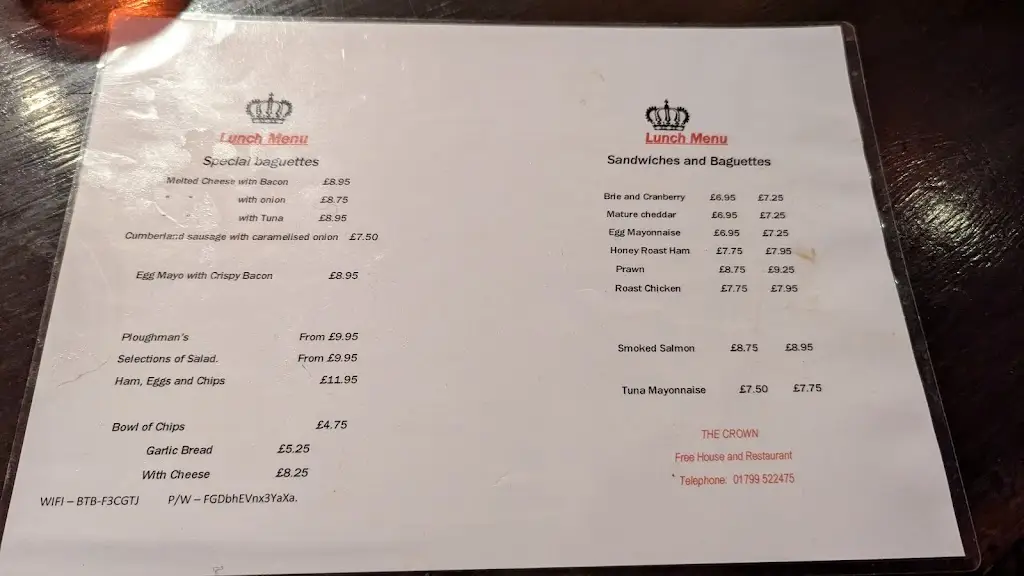 Lunch Menu
Special baguettes
Melted Cheese with Bacon £8.95
" " with onion £8.75
with Tuna £8.95
Cumberland sausage with caramelised onion £7.50
Egg Mayo with Crispy Bacon £8.95
Ploughman's From £9.95
Selections of Salad. From £9.95
Ham, Eggs and Chips £11.95
Bowl of Chips £4.75
Garlic Bread £5.25
With Cheese £8.25
WIFI – BTB-F3CGTJ P/W – FGDbhEVnx3YaXa.
Lunch Menu
Sandwiches and Baguettes
Brie and Cranberry £6.95 £7.25
Mature cheddar £6.95 £7.25
Egg Mayonnaise £6.95 £7.25
Honey Roast Ham £7.75 £7.95
Prawn £8.75 £9.25
Roast Chicken £7.75 £7.95
Smoked Salmon £8.75 £8.95
Tuna Mayonnaise £7.50 £7.75
THE CROWN
Free House and Restaurant
Telephone: 01799 522475